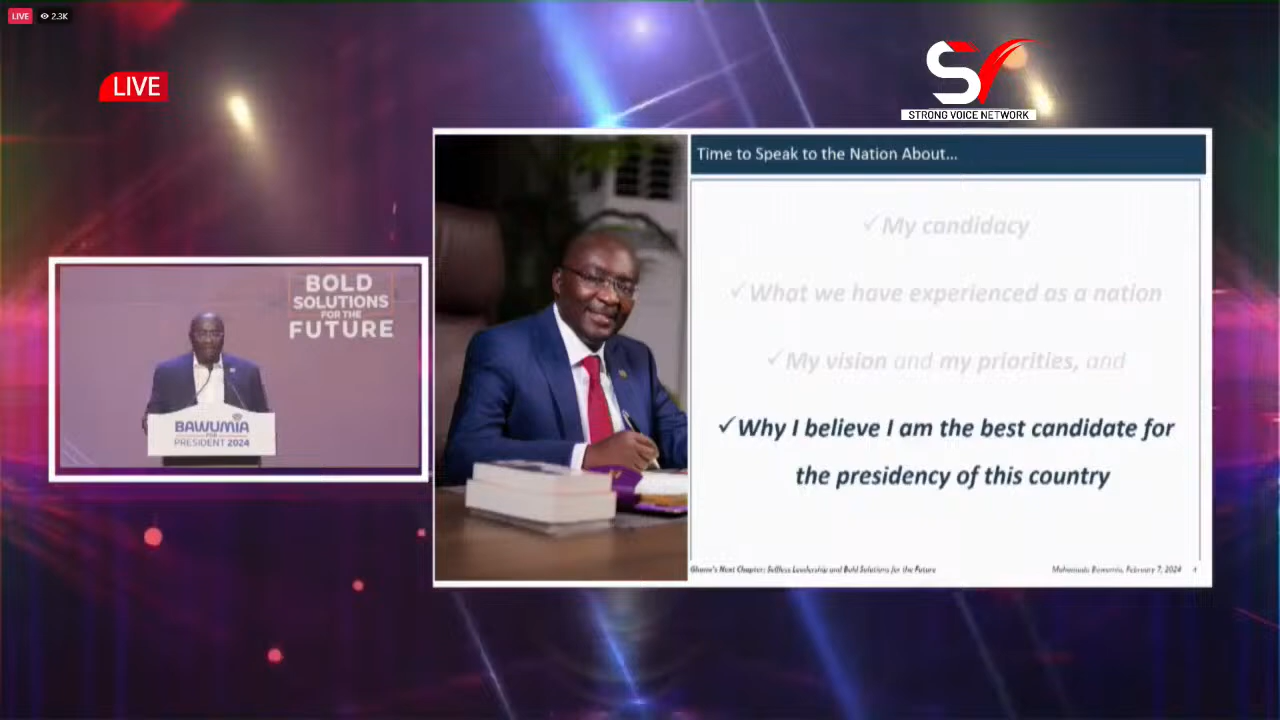 LIVE
2.3K
LIVE
SV
STRONG VOICE NETWORK
BOLD
SOLUTIONS
FOR THE
FUTURE
BAWUMIA
FOR
PRESIDENT 2024
Time to Speak to the Nation About...
✓ My candidacy
✓ What we have experienced as a nation
✓ My vision and my priorities, and
✓ Why I believe I am the best candidate for
the presidency of this country
Ghana's Next Chapter: Selfless Leadership and Bold Solutions for the Future
Mahamudu Bawumia, February 7, 2024